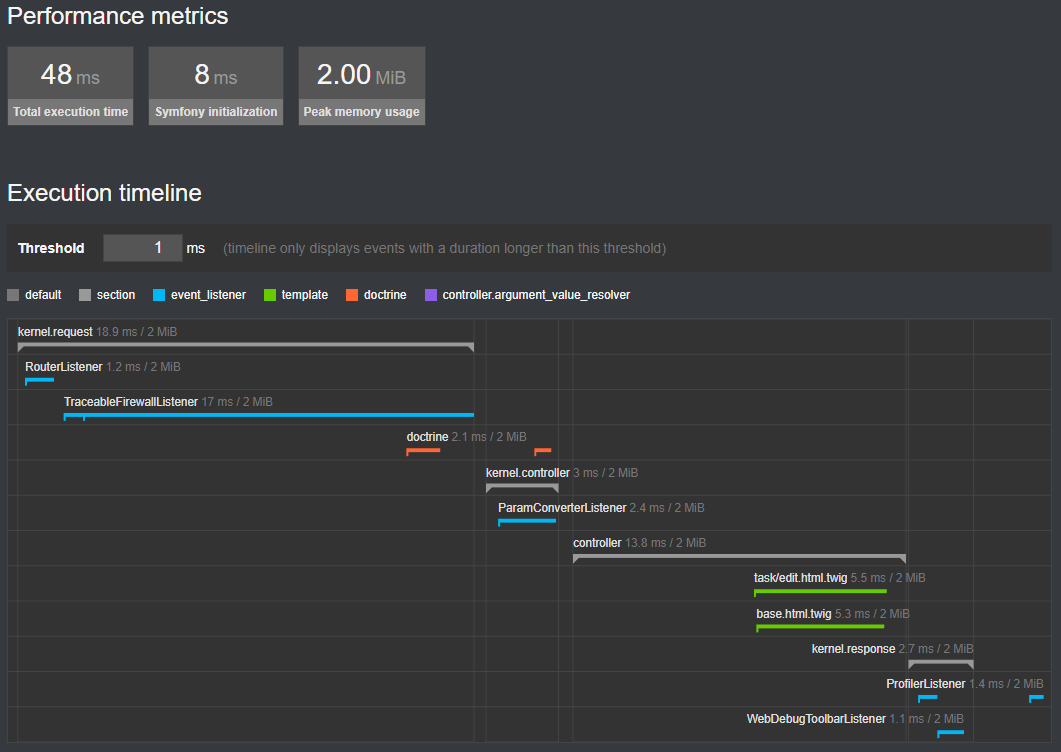 Performance metrics
48 ms 8 ms 2.00 MiB
Total execution time Symfony initialization Peak memory usage
Execution timeline
Threshold 1 ms (timeline only displays events with a duration longer than this threshold)
default section event_listener template doctrine controller.argument_value_resolver
kernel.request 18.9 ms / 2 MiB
RouterListener 1.2 ms / 2 MiB
TraceableFirewallListener 17 ms / 2 MiB
doctrine 2.1 ms / 2 MiB
kernel.controller 3 ms / 2 MiB
ParamConverterListener 2.4 ms / 2 MiB
controller 13.8 ms / 2 MiB
task/edit.html.twig 5.5 ms / 2 MiB
base.html.twig 5.3 ms / 2 MiB
kernel.response 2.7 ms / 2 MiB
ProfilerListener 1.4 ms / 2 MiB
WebDebugToolbarListener 1.1 ms / 2 MiB